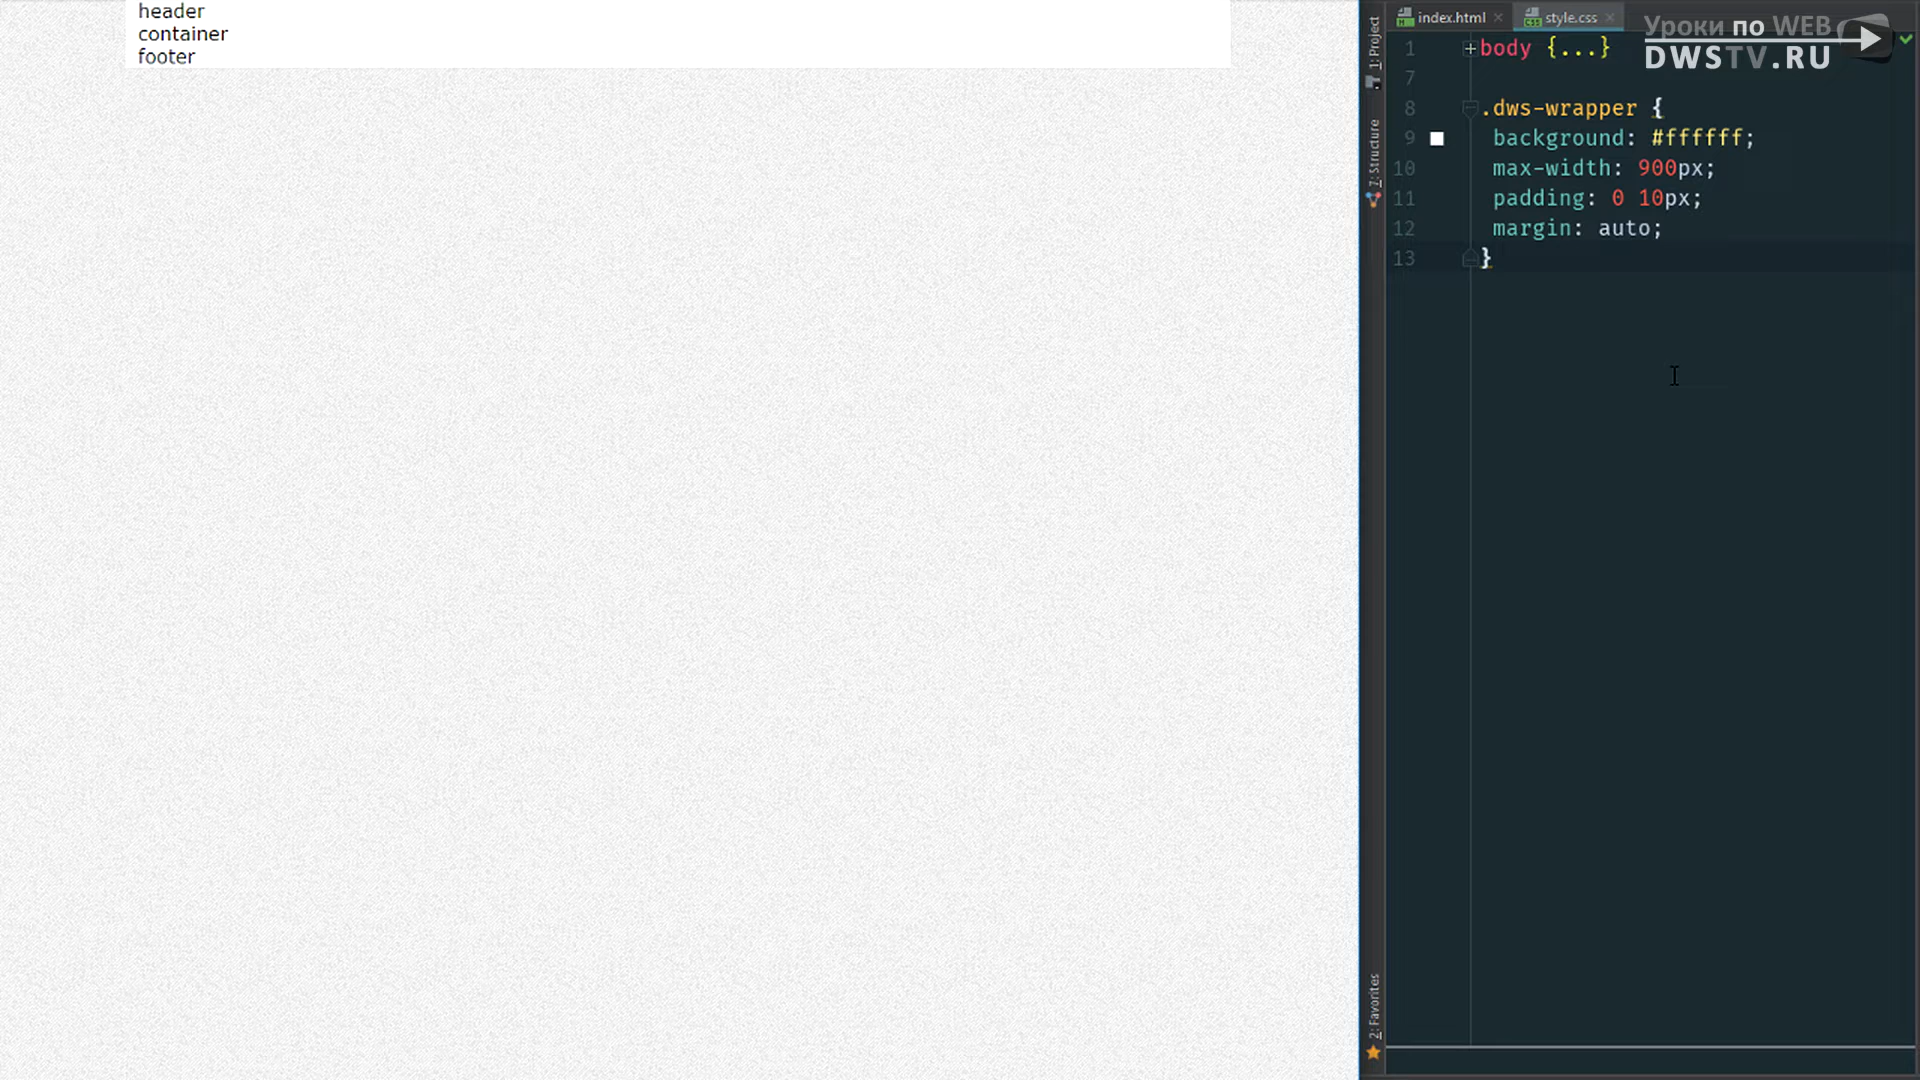 header
container
footer
1: Project
7: Structure
2: Favorites
index.html
style.css
Уроки по WEB
DWSTV.RU
1 body {...}
7
8 .dws-wrapper {
9 background: #ffffff;
10 max-width: 900px;
11 padding: 0 10px;
12 margin: auto;
13 }